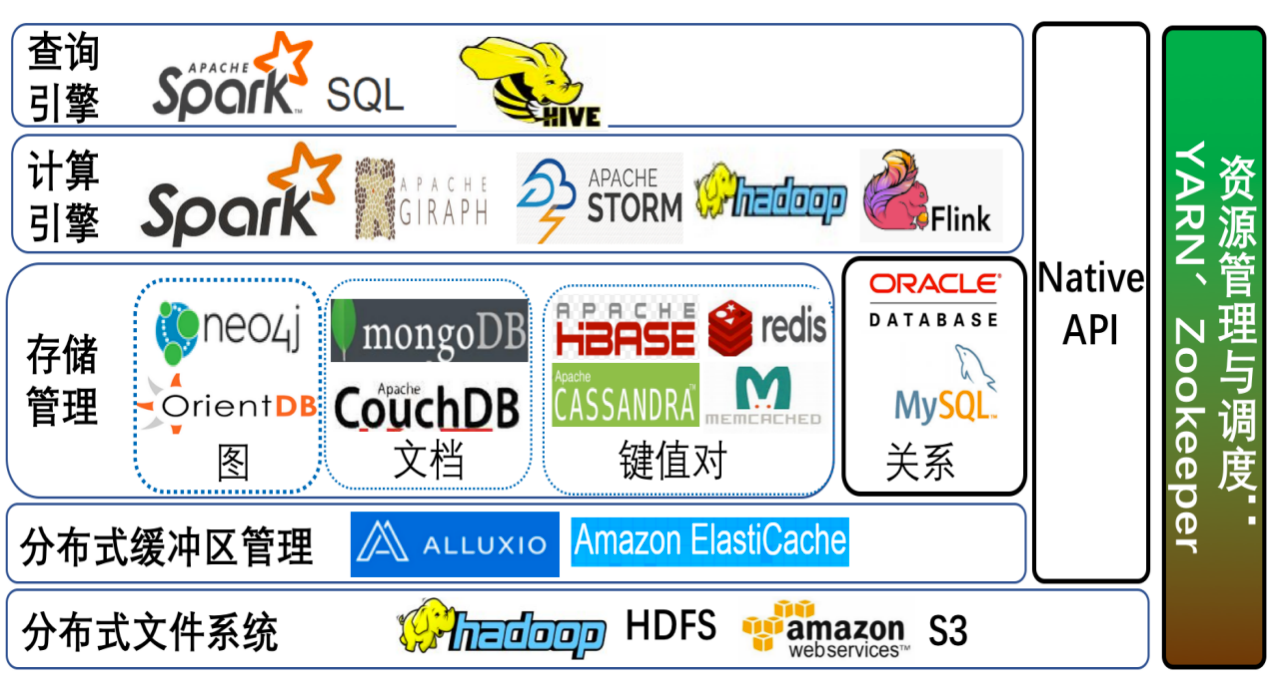 查询
引擎
APACHE
Spark™ SQL
HIVE
计算
引擎
Spark
APACHE
GIRAPH
APACHE
STORM
hadoop
Flink
存储
管理
neo4j
OrientDB
图
mongoDB
Apache
CouchDB
文档
APACHE
HBASE
redis
Apache
CASSANDRA
MEMCACHED
键值对
ORACLE®
DATABASE
MySQL™
关系
分布式缓冲区管理
ALLUXIO
Amazon ElastiCache
分布式文件系统
hadoop HDFS
amazon
webservices™ S3
Native
API
资源管理与调度：
YARN、Zookeeper